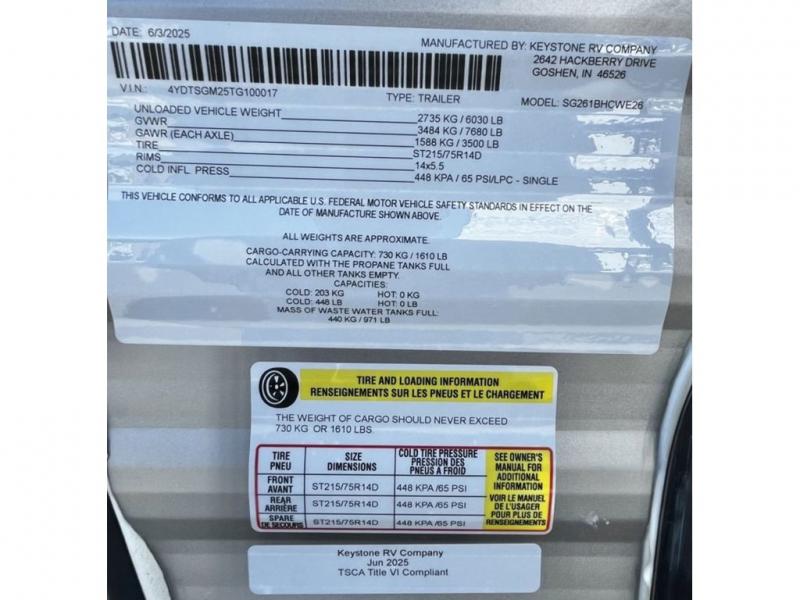 DATE: 6/3/2025
MANUFACTURED BY: KEYSTONE RV COMPANY
2642 HACKBERRY DRIVE
GOSHEN, IN 46526
V.I.N.: 4YDTSGM25TG100017
TYPE: TRAILER
MODEL: SG261BHCWE26
UNLOADED VEHICLE WEIGHT 2735 KG / 6030 LB
GVWR 3484 KG / 7680 LB
GAWR (EACH AXLE) 1588 KG / 3500 LB
TIRE ST215/75R14D
RIMS 14x5.5
COLD INFL. PRESS 448 KPA / 65 PSI/LPC - SINGLE
THIS VEHICLE CONFORMS TO ALL APPLICABLE U.S. FEDERAL MOTOR VEHICLE SAFETY STANDARDS IN EFFECT ON THE
DATE OF MANUFACTURE SHOWN ABOVE.
ALL WEIGHTS ARE APPROXIMATE.
CARGO-CARRYING CAPACITY: 730 KG / 1610 LB
CALCULATED WITH THE PROPANE TANKS FULL
AND ALL OTHER TANKS EMPTY.
CAPACITIES:
COLD: 203 KG HOT: 0 KG
COLD: 448 LB HOT: 0 LB
MASS OF WASTE WATER TANKS FULL:
440 KG / 971 LB
TIRE AND LOADING INFORMATION
RENSEIGNEMENTS SUR LES PNEUS ET LE CHARGEMENT
THE WEIGHT OF CARGO SHOULD NEVER EXCEED
730 KG OR 1610 LBS.
TIRE
PNEU
SIZE
DIMENSIONS
COLD TIRE PRESSURE
PRESSION DES
PNEUS A FROID
FRONT
AVANT
ST215/75R14D
448 KPA /65 PSI
REAR
ARRIÈRE
ST215/75R14D
448 KPA /65 PSI
SPARE
DE SECOURS
ST215/75R14D
448 KPA /65 PSI
SEE OWNER'S
MANUAL FOR
ADDITIONAL
INFORMATION
VOIR LE MANUEL
DE L'USAGER
POUR PLUS DE
RENSEIGNEMENTS
Keystone RV Company
Jun 2025
TSCA Title VI Compliant